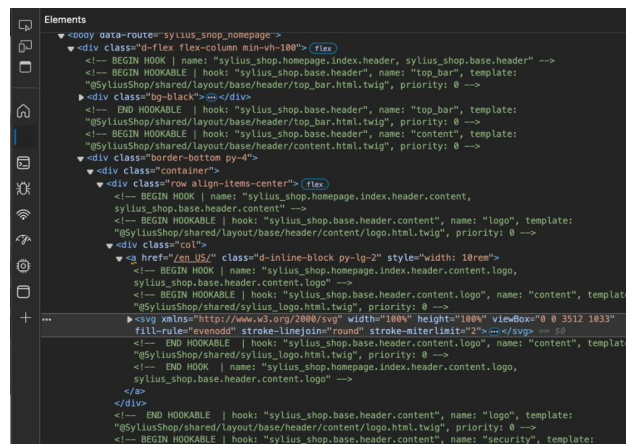 Elements
▼ <body data-route="sylius_shop_homepage">
▼ <div class="d-flex flex-column min-vh-100"> flex
<!-- BEGIN HOOK | name: "sylius_shop.homepage.index.header, sylius_shop.base.header" -->
<!-- BEGIN HOOKABLE | hook: "sylius_shop.base.header", name: "top_bar", template:
"@SyliusShop/shared/layout/base/header/top_bar.html.twig", priority: 0 -->
▶ <div class="bg-black"> ⋯ </div>
<!-- END HOOKABLE | hook: "sylius_shop.base.header", name: "top_bar", template:
"@SyliusShop/shared/layout/base/header/top_bar.html.twig", priority: 0 -->
<!-- BEGIN HOOKABLE | hook: "sylius_shop.base.header", name: "content", template:
"@SyliusShop/shared/layout/base/header/content.html.twig", priority: 0 -->
▼ <div class="border-bottom py-4">
▼ <div class="container">
▼ <div class="row align-items-center"> flex
<!-- BEGIN HOOK | name: "sylius_shop.homepage.index.header.content,
sylius_shop.base.header.content" -->
<!-- BEGIN HOOKABLE | hook: "sylius_shop.base.header.content", name: "logo", template:
"@SyliusShop/shared/layout/base/header/content/logo.html.twig", priority: 0 -->
▼ <div class="col">
▼ <a href="/en_US/" class="d-inline-block py-lg-2" style="width: 10rem">
<!-- BEGIN HOOK | name: "sylius_shop.homepage.index.header.content.logo,
sylius_shop.base.header.content.logo" -->
<!-- BEGIN HOOKABLE | hook: "sylius_shop.base.header.content.logo", name: "content", template:
"@SyliusShop/shared/sylius_logo.html.twig", priority: 0 -->
⋯ ▶ <svg xmlns="http://www.w3.org/2000/svg" width="100%" height="100%" viewBox="0 0 3512 1033"
fill-rule="evenodd" stroke-linejoin="round" stroke-miterlimit="2"> ⋯ </svg> == $0
<!-- END HOOKABLE | hook: "sylius_shop.base.header.content.logo", name: "content", template:
"@SyliusShop/shared/sylius_logo.html.twig", priority: 0 -->
<!-- END HOOK | name: "sylius_shop.homepage.index.header.content.logo,
sylius_shop.base.header.content.logo" -->
</a>
</div>
<!-- END HOOKABLE | hook: "sylius_shop.base.header.content", name: "logo", template:
"@SyliusShop/shared/layout/base/header/content/logo.html.twig", priority: 0 -->
<!-- BEGIN HOOKABLE | hook: "sylius_shop.base.header.content", name: "security", template: